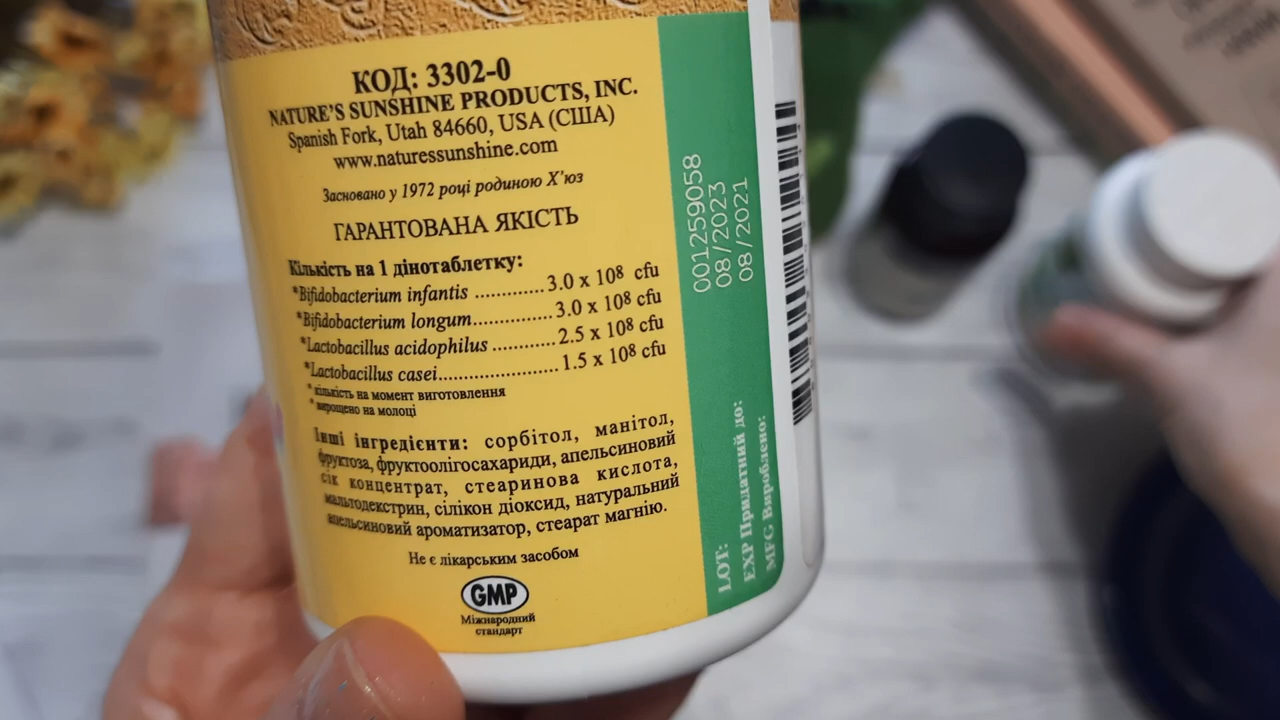 КОД: 3302-0
NATURE'S SUNSHINE PRODUCTS, INC.
Spanish Fork, Utah 84660, USA (США)
www.naturessunshine.com
Засновано у 1972 році родиною Х'юз
ГАРАНТОВАНА ЯКІСТЬ
Кількість на 1 дінотаблетку:
*Bifidobacterium infantis ............ 3.0 x 10⁸ cfu
*Bifidobacterium longum............... 3.0 x 10⁸ cfu
*Lactobacillus acidophilus ........... 2.5 x 10⁸ cfu
*Lactobacillus casei...................... 1.5 x 10⁸ cfu
* кількість на момент виготовлення
* вирощено на молоці
Інші інгредієнти: сорбітол, манітол,
фруктоза, фруктоолігосахариди, апельсиновий
сік концентрат, стеаринова кислота,
мальтодекстрин, сілікон діоксид, натуральний
апельсиновий ароматизатор, стеарат магнію.
Не є лікарським засобом
GMP
Міжнародний
стандарт
LOT: 001259058
EXP Придатний до: 08/2023
MFG Вироблено: 08/2021